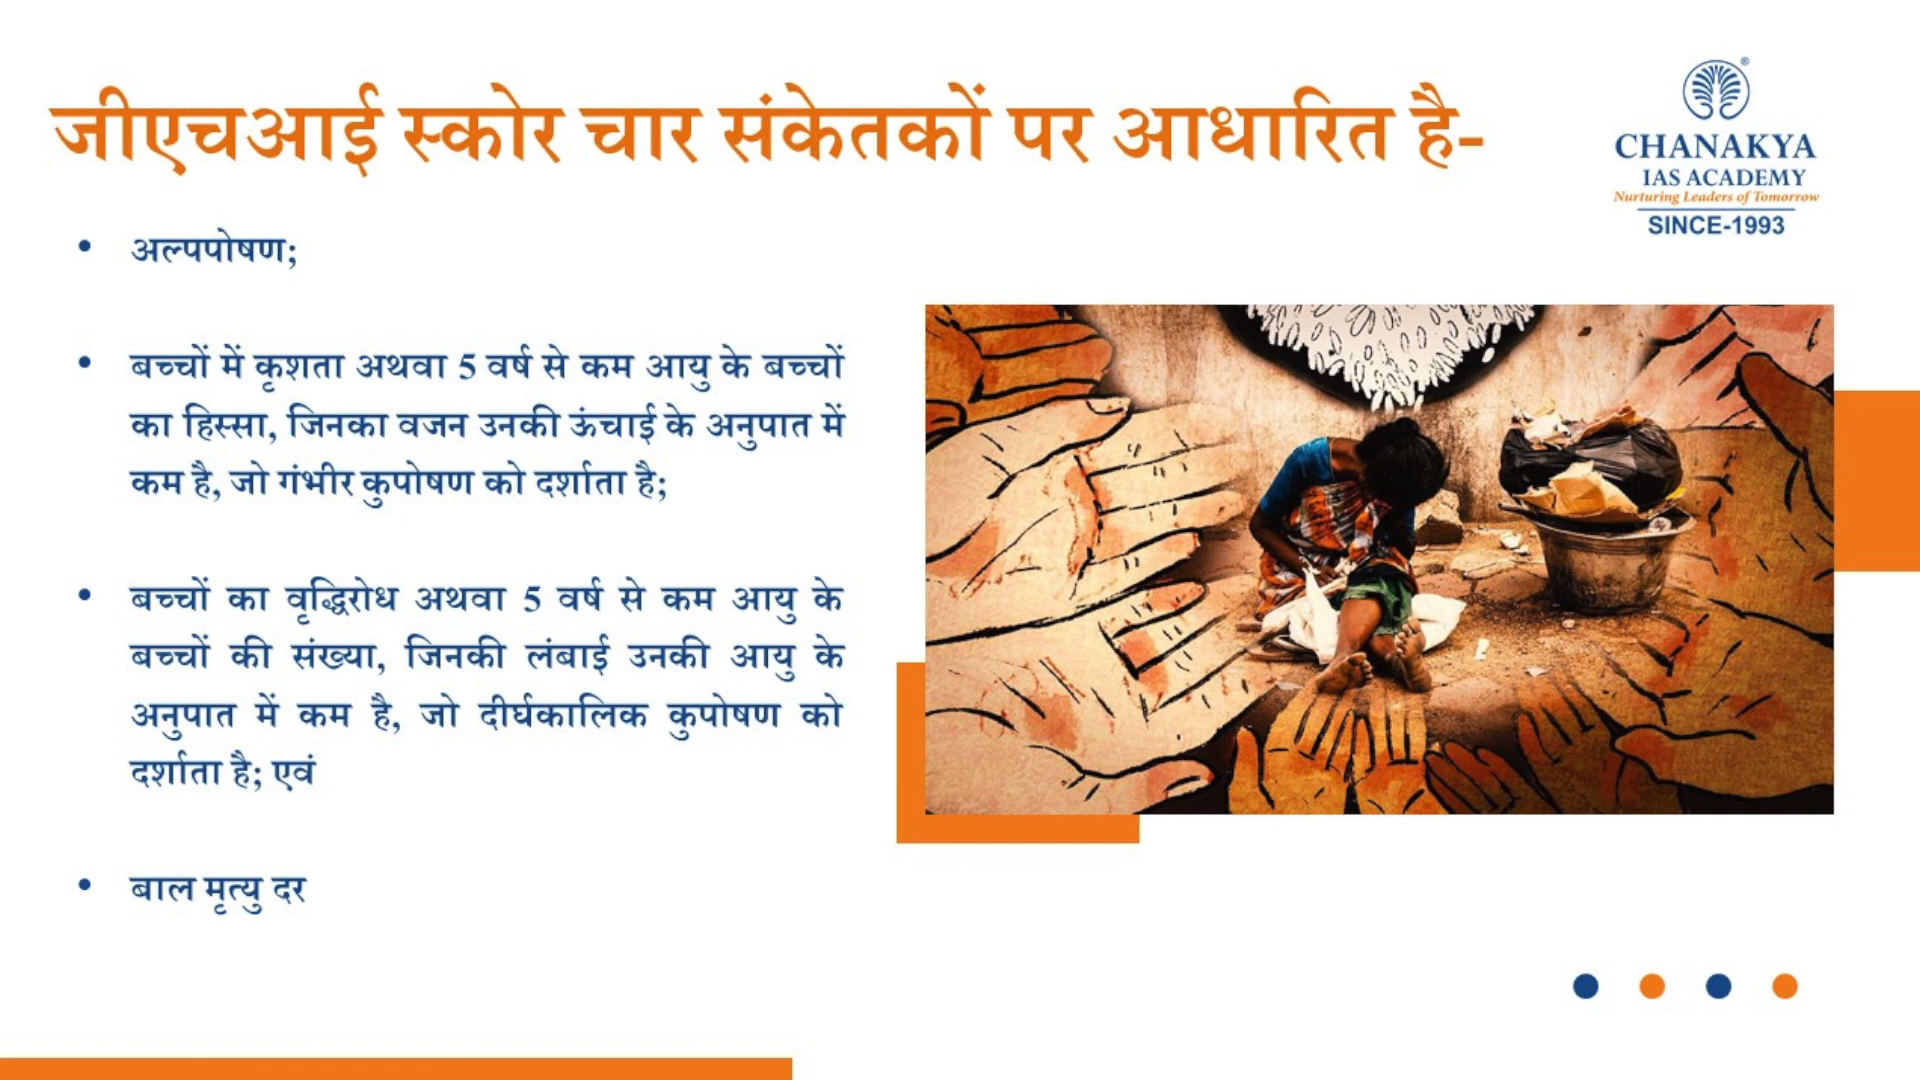 जीएचआई स्कोर चार संकेतकों पर आधारित है-
CHANAKYA
IAS ACADEMY
Nurturing Leaders of Tomorrow
SINCE-1993
• अल्पपोषण;
• बच्चों में कृशता अथवा 5 वर्ष से कम आयु के बच्चों
का हिस्सा, जिनका वजन उनकी ऊंचाई के अनुपात में
कम है, जो गंभीर कुपोषण को दर्शाता है;
• बच्चों का वृद्धिरोध अथवा 5 वर्ष से कम आयु के
बच्चों की संख्या, जिनकी लंबाई उनकी आयु के
अनुपात में कम है, जो दीर्घकालिक कुपोषण को
दर्शाता है; एवं
• बाल मृत्यु दर